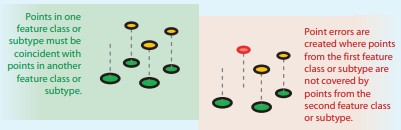 Points in one
feature class or
subtype must be
coincident with
points in another
feature class or
subtype.
Point errors are
created where points
from the first feature
class or subtype are
not covered by
points from the
second feature class
or subtype.